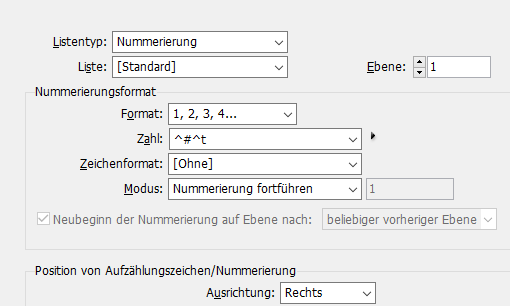 Listentyp: Nummerierung
Liste: [Standard] Ebene: 1
Nummerierungsformat
Format: 1, 2, 3, 4...
Zahl: ^#^t
Zeichenformat: [Ohne]
Modus: Nummerierung fortführen 1
Neubeginn der Nummerierung auf Ebene nach: beliebiger vorheriger Ebene
Position von Aufzählungszeichen/Nummerierung
Ausrichtung: Rechts